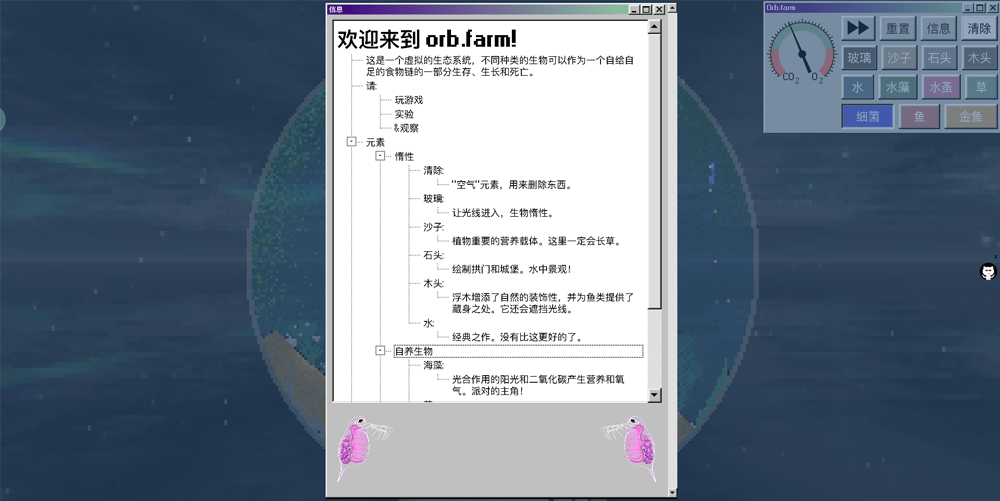 信息
欢迎来到 orb.farm!
这是一个虚拟的生态系统，不同种类的生物可以作为一个自给自
足的食物链的一部分生存、生长和死亡。
请:
玩游戏
实验
&观察
元素
惰性
清除:
"空气"元素，用来删除东西。
玻璃:
让光线进入，生物惰性。
沙子:
植物重要的营养载体。这里一定会长草。
石头:
绘制拱门和城堡。水中景观！
木头:
浮木增添了自然的装饰性，并为鱼类提供了
藏身之处。它还会遮挡光线。
水:
经典之作。没有比这更好的了。
自养生物
海藻:
光合作用的阳光和二氧化碳产生营养和氧
气。派对的主角！
Orb.farm
CO2 O2
重置 信息 清除
玻璃 沙子 石头 木头
水 水藻 水蚤 草
细菌 鱼 金鱼